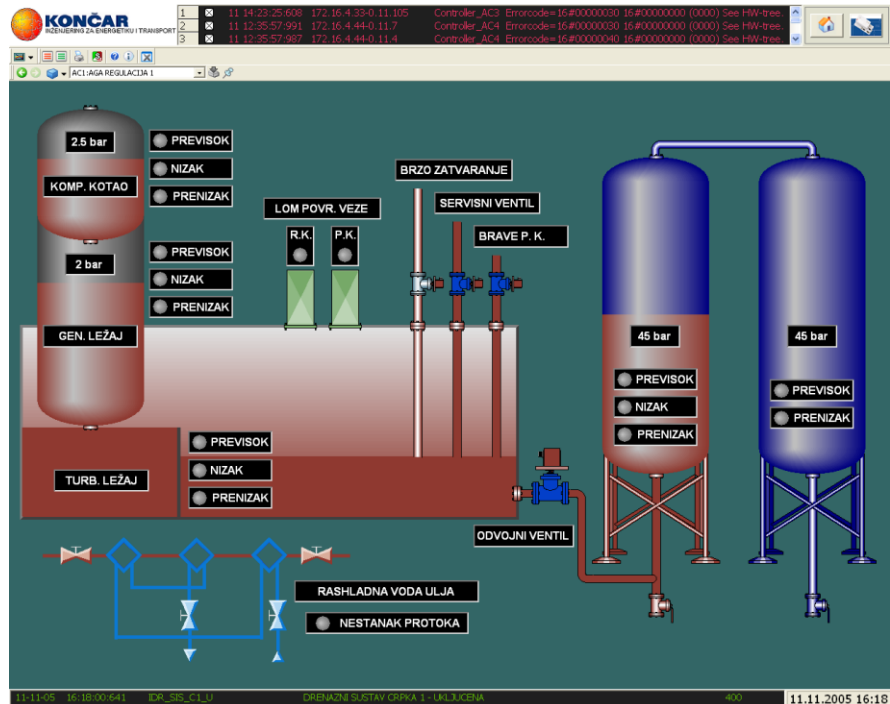 KONČAR
INŽENJERING ZA ENERGETIKU I TRANSPORT
1 11 14:23:25:608 172.16.4.33-0.11.105 Controller_AC3 Errorcode=16#00000030 16#00000000 (0000) See HW-tree.
2 11 12:35:57:991 172.16.4.44-0.11.7 Controller_AC4 Errorcode=16#00000030 16#00000000 (0000) See HW-tree.
3 11 12:35:57:987 172.16.4.44-0.11.4 Controller_AC4 Errorcode=16#00000040 16#00000000 (0000) See HW-tree.
AC1:AGA REGULACIJA 1
2.5 bar
PREVISOK
NIZAK
KOMP. KOTAO
PRENIZAK
BRZO ZATVARANJE
SERVISNI VENTIL
LOM POVR. VEZE
R.K.
P.K.
BRAVE P. K.
2 bar
PREVISOK
NIZAK
PRENIZAK
GEN. LEŽAJ
45 bar
PREVISOK
NIZAK
PRENIZAK
45 bar
PREVISOK
PRENIZAK
PREVISOK
NIZAK
PRENIZAK
TURB. LEŽAJ
ODVOJNI VENTIL
RASHLADNA VODA ULJA
NESTANAK PROTOKA
11-11-05 16:18:00:641 IDR_SIS_C1_U DRENAZNI SUSTAV CRPKA 1 - UKLJUCENA 400
11.11.2005 16:18